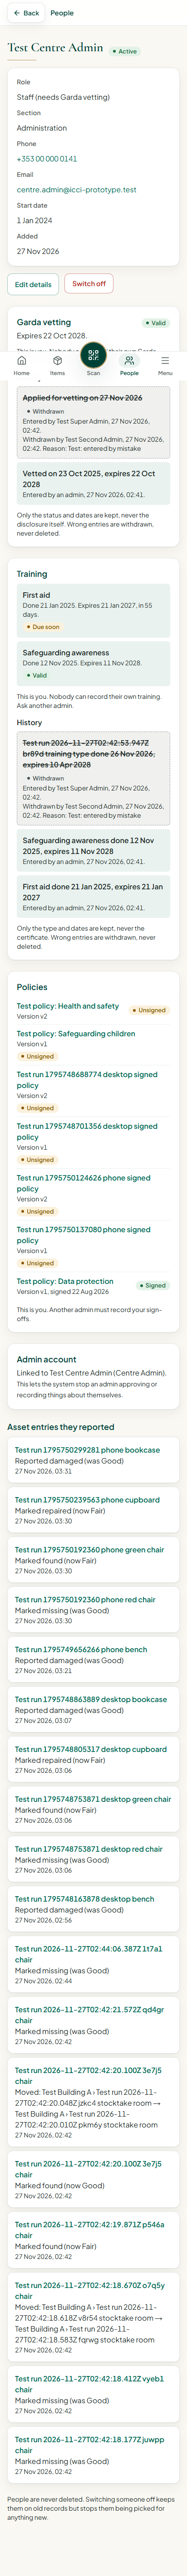 ← Back People
Test Centre Admin
Active
Role
Staff (needs Garda vetting)
Section
Administration
Phone
+353 00 000 0141
Email
centre.admin@icci-prototype.test
Start date
1 Jan 2024
Added
27 Nov 2026
Edit details
Switch off
Garda vetting
Valid
Expires 22 Oct 2028.
Home
Items
Scan
People
Menu
Applied for vetting on 27 Nov 2026
Withdrawn
Entered by Test Super Admin, 27 Nov 2026,
02:42.
Withdrawn by Test Second Admin, 27 Nov 2026,
02:42. Reason: Test: entered by mistake
Vetted on 23 Oct 2025, expires 22 Oct
2028
Entered by an admin, 27 Nov 2026, 02:41.
Only the status and dates are kept, never the
disclosure itself. Wrong entries are withdrawn,
never deleted.
Training
First aid
Done 21 Jan 2025. Expires 21 Jan 2027, in 55
days.
Due soon
Safeguarding awareness
Done 12 Nov 2025. Expires 11 Nov 2028.
Valid
This is you. Nobody can record their own training.
Ask another admin.
History
Test run 2026-11-27T02:42:53.947Z
br89d training type done 26 Nov 2026,
expires 10 Apr 2028
Withdrawn
Entered by Test Super Admin, 27 Nov 2026,
02:42.
Withdrawn by Test Second Admin, 27 Nov 2026,
02:42. Reason: Test: entered by mistake
Safeguarding awareness done 12 Nov
2025, expires 11 Nov 2028
Entered by an admin, 27 Nov 2026, 02:41.
First aid done 21 Jan 2025, expires 21 Jan
2027
Entered by an admin, 27 Nov 2026, 02:41.
Only the type and dates are kept, never the
certificate. Wrong entries are withdrawn, never
deleted.
Policies
Test policy: Health and safety
Unsigned
Version v2
Test policy: Safeguarding children
Version v1
Unsigned
Test run 1795748688774 desktop signed
policy
Version v2
Unsigned
Test run 1795748701356 desktop signed
policy
Version v1
Unsigned
Test run 1795750124626 phone signed
policy
Version v2
Unsigned
Test run 1795750137080 phone signed
policy
Version v1
Unsigned
Test policy: Data protection
Signed
Version v1, signed 22 Aug 2026
This is you. Another admin must record your sign-
offs.
Admin account
Linked to Test Centre Admin (Centre Admin).
This lets the system stop an admin approving or
recording things about themselves.
Asset entries they reported
Test run 1795750299281 phone bookcase
Reported damaged (was Good)
27 Nov 2026, 03:31
Test run 1795750239563 phone cupboard
Marked repaired (now Fair)
27 Nov 2026, 03:30
Test run 1795750192360 phone green chair
Marked found (now Fair)
27 Nov 2026, 03:30
Test run 1795750192360 phone red chair
Marked missing (was Good)
27 Nov 2026, 03:30
Test run 1795749656266 phone bench
Reported damaged (was Good)
27 Nov 2026, 03:21
Test run 1795748863889 desktop bookcase
Reported damaged (was Good)
27 Nov 2026, 03:07
Test run 1795748805317 desktop cupboard
Marked repaired (now Fair)
27 Nov 2026, 03:06
Test run 1795748753871 desktop green chair
Marked found (now Fair)
27 Nov 2026, 03:06
Test run 1795748753871 desktop red chair
Marked missing (was Good)
27 Nov 2026, 03:06
Test run 1795748163878 desktop bench
Reported damaged (was Good)
27 Nov 2026, 02:56
Test run 2026-11-27T02:44:06.387Z 1t7a1
chair
Marked missing (was Good)
27 Nov 2026, 02:44
Test run 2026-11-27T02:42:21.572Z qd4gr
chair
Marked missing (was Good)
27 Nov 2026, 02:42
Test run 2026-11-27T02:42:20.100Z 3e7j5
chair
Moved: Test Building A › Test run 2026-11-
27T02:42:20.048Z jzkc4 stocktake room →
Test Building A › Test run 2026-11-
27T02:42:20.010Z pkm6y stocktake room
27 Nov 2026, 02:42
Test run 2026-11-27T02:42:20.100Z 3e7j5
chair
Marked found (now Good)
27 Nov 2026, 02:42
Test run 2026-11-27T02:42:19.871Z p546a
chair
Marked found (now Fair)
27 Nov 2026, 02:42
Test run 2026-11-27T02:42:18.670Z o7q5y
chair
Moved: Test Building A › Test run 2026-11-
27T02:42:18.618Z v8r54 stocktake room →
Test Building A › Test run 2026-11-
27T02:42:18.583Z fqrwg stocktake room
27 Nov 2026, 02:42
Test run 2026-11-27T02:42:18.412Z vyeb1
chair
Marked missing (was Good)
27 Nov 2026, 02:42
Test run 2026-11-27T02:42:18.177Z juwpp
chair
Marked missing (was Good)
27 Nov 2026, 02:42
People are never deleted. Switching someone off keeps
them on old records but stops them being picked for
anything new.